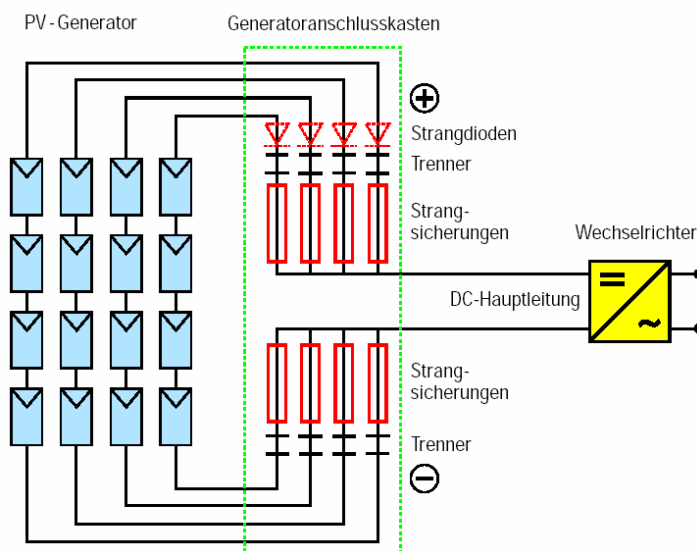 PV - Generator
Generatoranschlusskasten
Strangdioden
Trenner
Strang-
sicherungen
Wechselrichter
DC-Hauptleitung
Strang-
sicherungen
Trenner